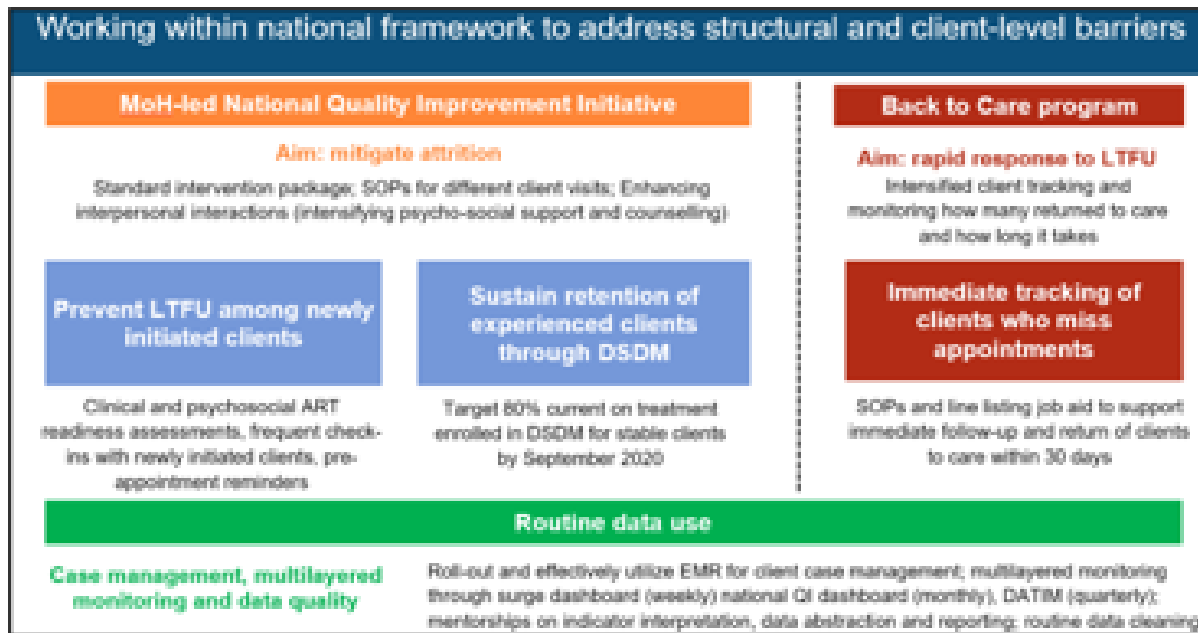 Working within national framework to address structural and client-level barriers
MoH-led National Quality Improvement Initiative
Aim: mitigate attrition
Standard intervention package; SOPs for different client visits; Enhancing
interpersonal interactions (intensifying psycho-social support and counselling)
Prevent LTFU among newly
initiated clients
Clinical and psychosocial ART
readiness assessments, frequent check-
ins with newly initiated clients, pre-
appointment reminders
Sustain retention of
experienced clients
through DSDM
Target 60% current on treatment
enrolled in DSDM for stable clients
by September 2020
Back to Care program
Aim: rapid response to LTFU
Intensified client tracking and
monitoring how many returned to care
and how long it takes
Immediate tracking of
clients who miss
appointments
SOPs and line listing job aid to support
immediate follow-up and return of clients
to care within 30 days
Routine data use
Case management, multilayered
monitoring and data quality
Roll-out and effectively utilize EMR for client case management; multilayered monitoring
through surge dashboard (weekly) national QI dashboard (monthly), DATIM (quarterly);
mentorships on indicator interpretation, data abstraction and reporting; routine data cleaning